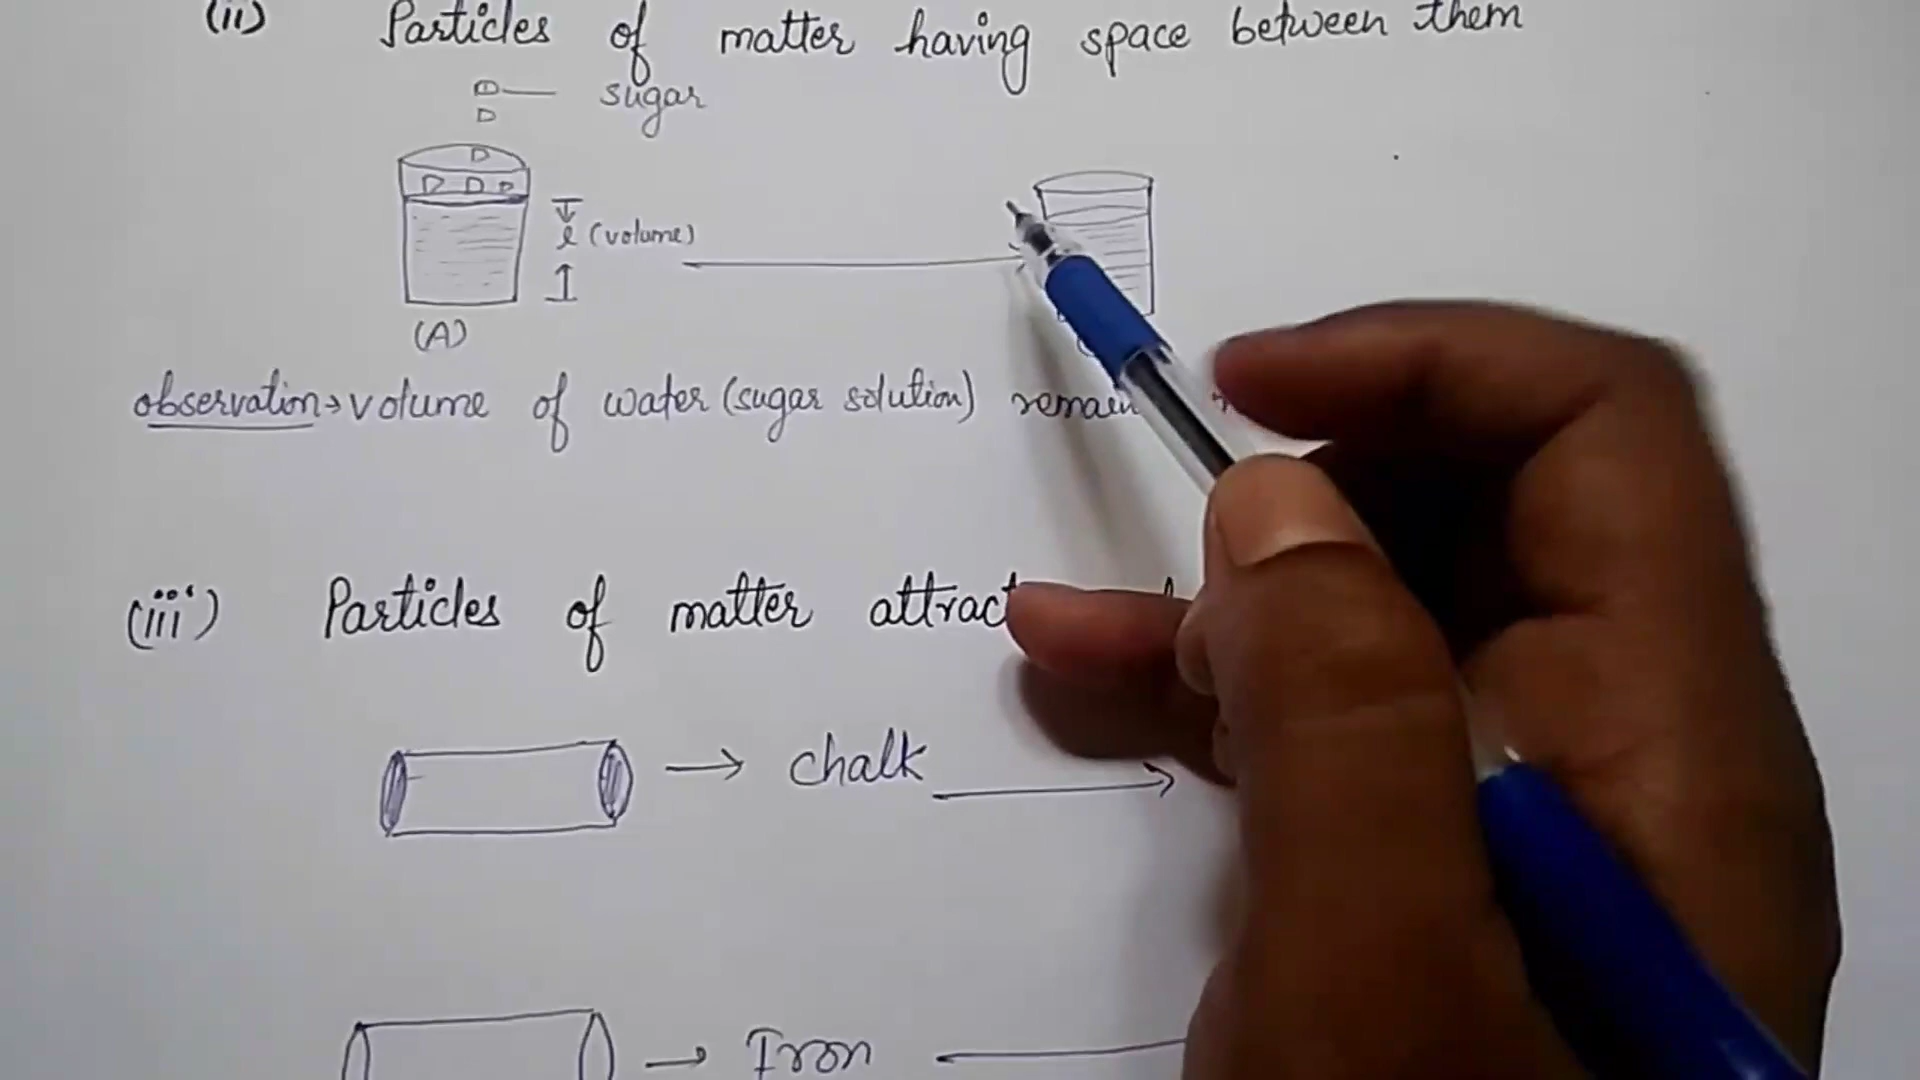 (ii) Particles of matter having space between them
sugar
l (volume)
(A)
observation → volume of water (sugar solution) remain
(iii) Particles of matter attract
→ chalk
→ Iron